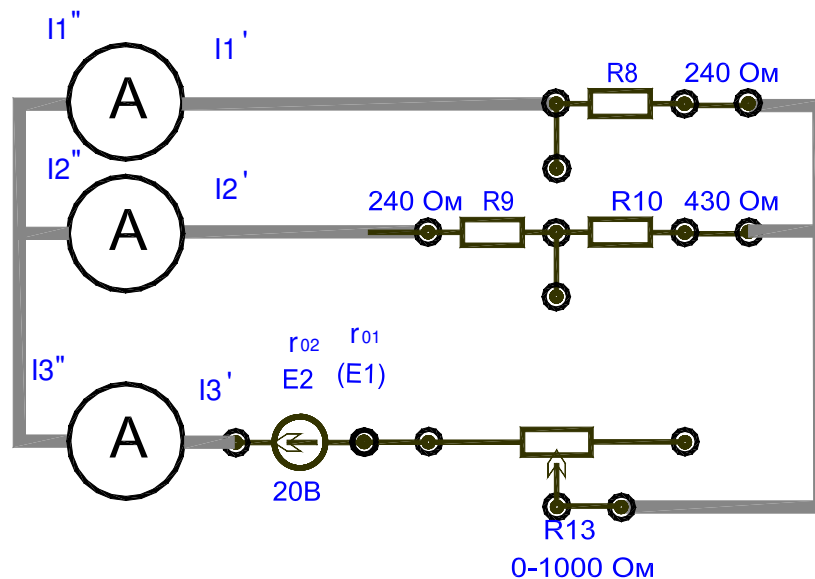 I1" I1'
A
R8 240 Ом
I2" I2'
A
240 Ом R9 R10 430 Ом
I3" I3'
A
r02 r01
E2 (E1)
20В
R13
0-1000 Ом